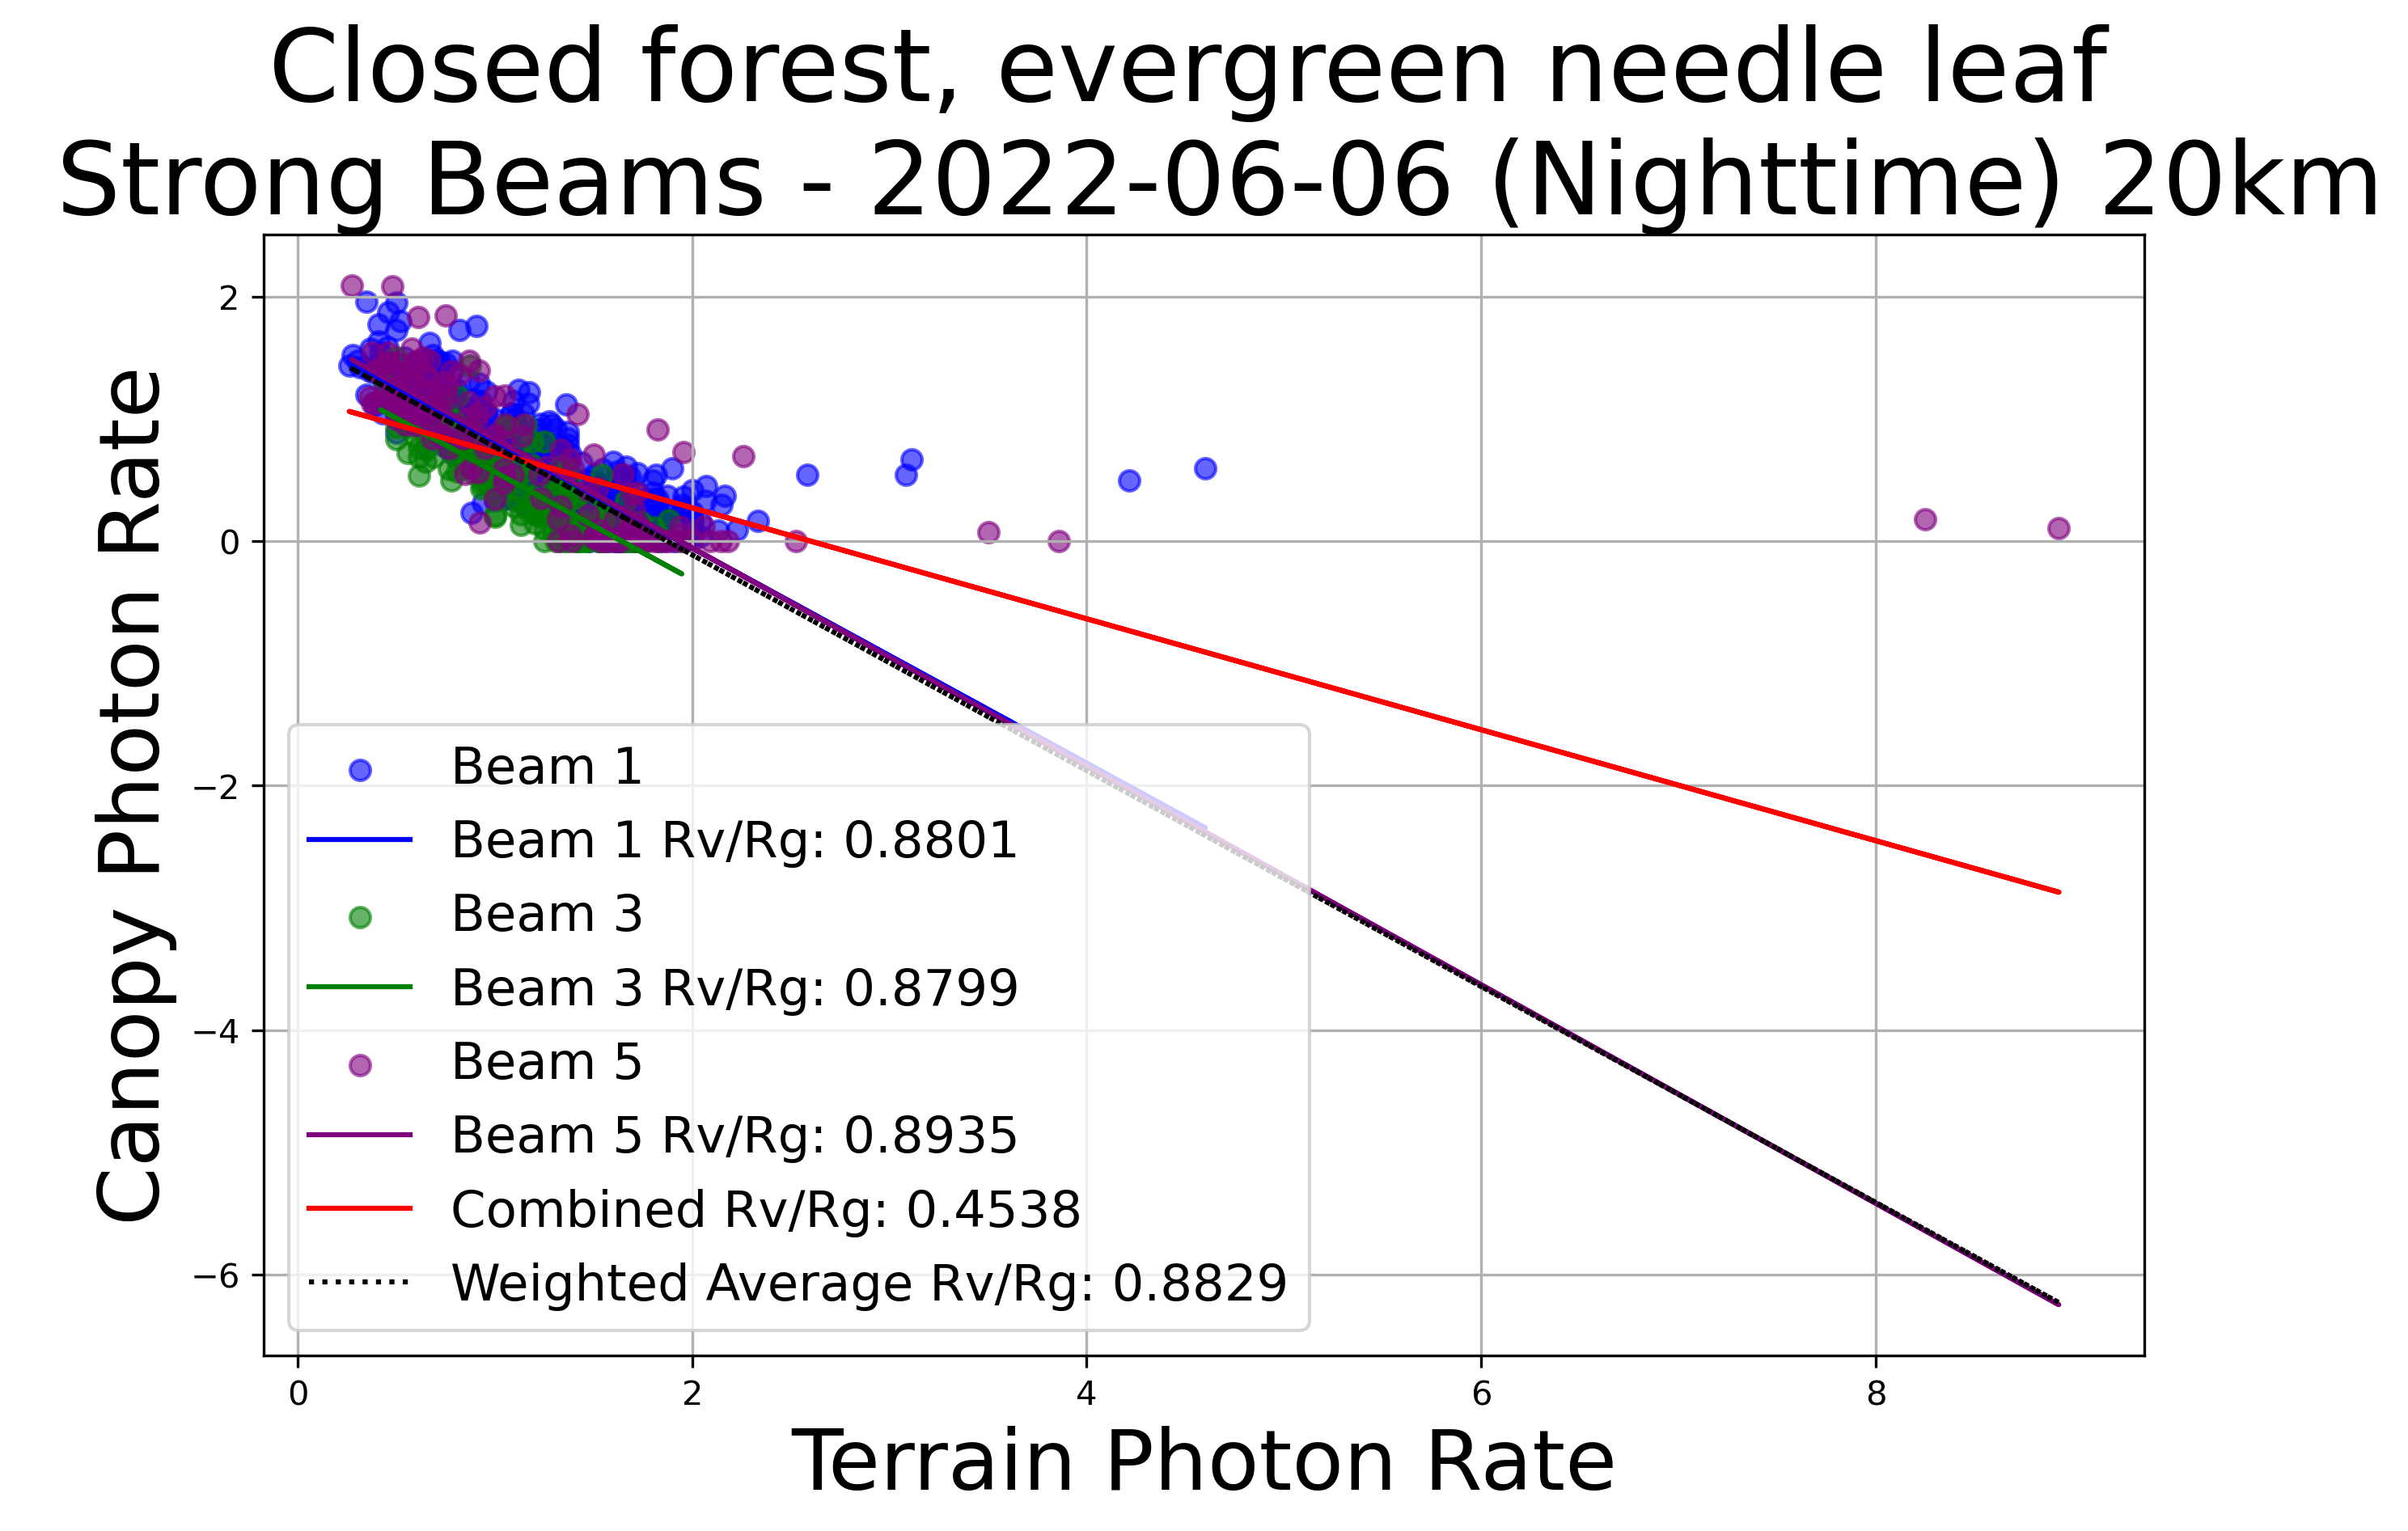 Closed forest, evergreen needle leaf
Strong Beams - 2022-06-06 (Nighttime) 20km
Canopy Photon Rate
2
0
−2
−4
−6
Beam 1
Beam 1 Rv/Rg: 0.8801
Beam 3
Beam 3 Rv/Rg: 0.8799
Beam 5
Beam 5 Rv/Rg: 0.8935
Combined Rv/Rg: 0.4538
Weighted Average Rv/Rg: 0.8829
0 2 4 6 8
Terrain Photon Rate